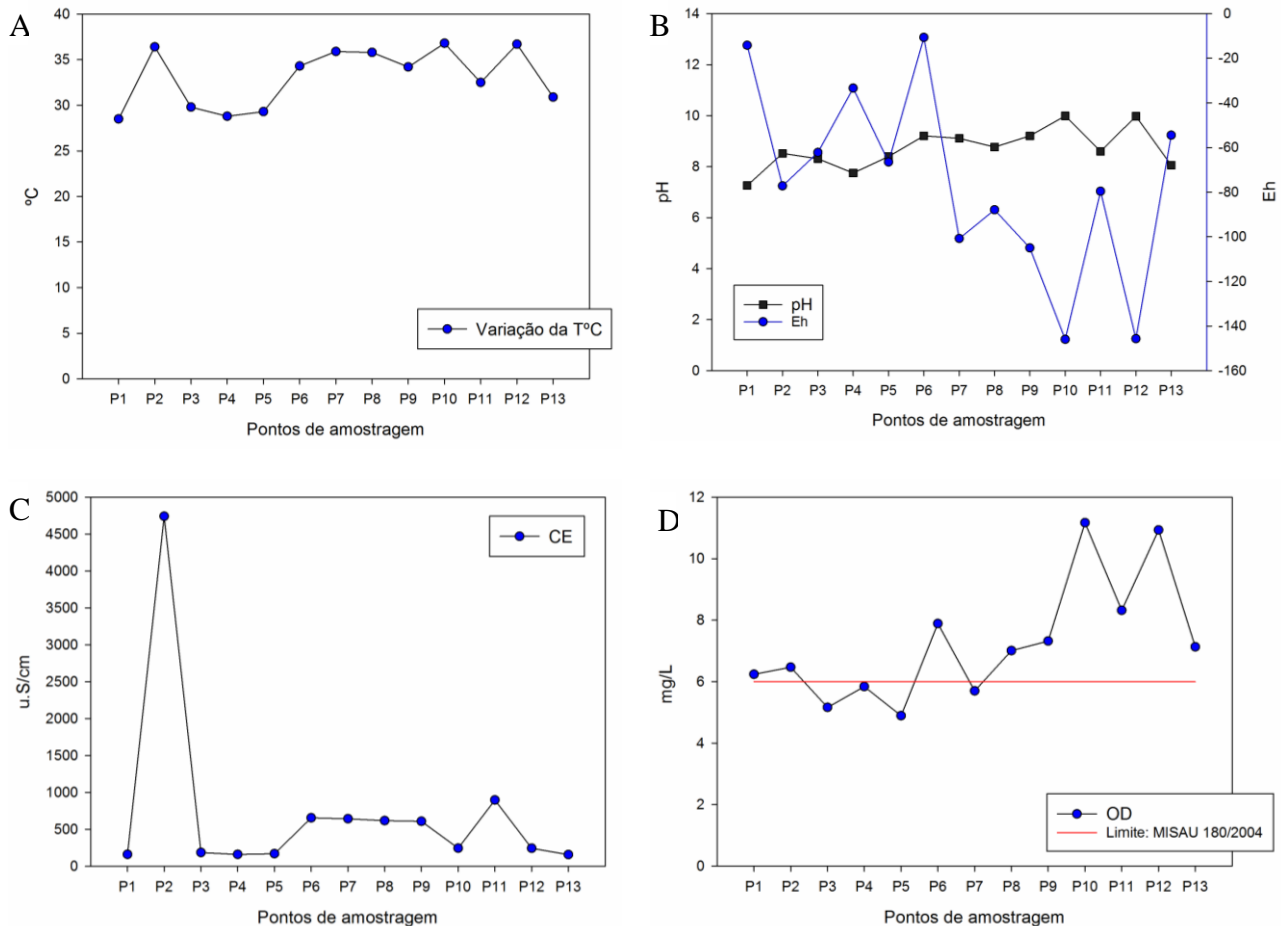 A
40
35
30
25
20
15
10
5
0
ºC
P1 P2 P3 P4 P5 P6 P7 P8 P9 P10 P11 P12 P13
Pontos de amostragem
Variação da TºC
B
14
12
10
8
6
4
2
0
pH
0
-20
-40
-60
-80
-100
-120
-140
-160
Eh
pH
Eh
P1 P2 P3 P4 P5 P6 P7 P8 P9 P10 P11 P12 P13
Pontos de amostragem
C
5000
4500
4000
3500
3000
2500
2000
1500
1000
500
0
u.S/cm
CE
P1 P2 P3 P4 P5 P6 P7 P8 P9 P10 P11 P12 P13
Pontos de amostragem
D
12
10
8
6
4
2
0
mg/L
OD
Limite: MISAU 180/2004
P1 P2 P3 P4 P5 P6 P7 P8 P9 P10 P11 P12 P13
Pontos de amostragem